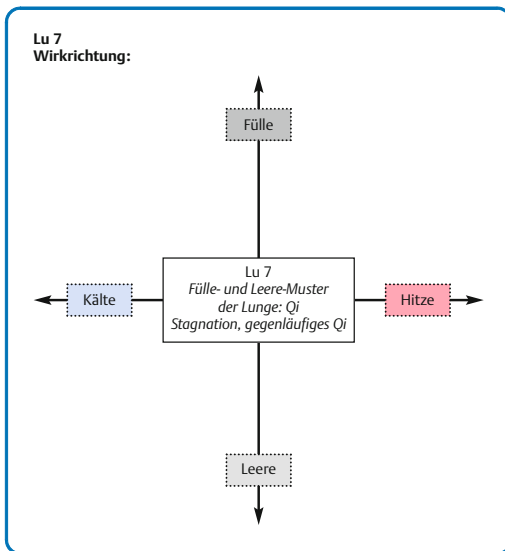 Lu 7
Wirkrichtung:
Fülle
Kälte
Lu 7
Fülle- und Leere-Muster
der Lunge: Qi
Stagnation, gegenläufiges Qi
Hitze
Leere